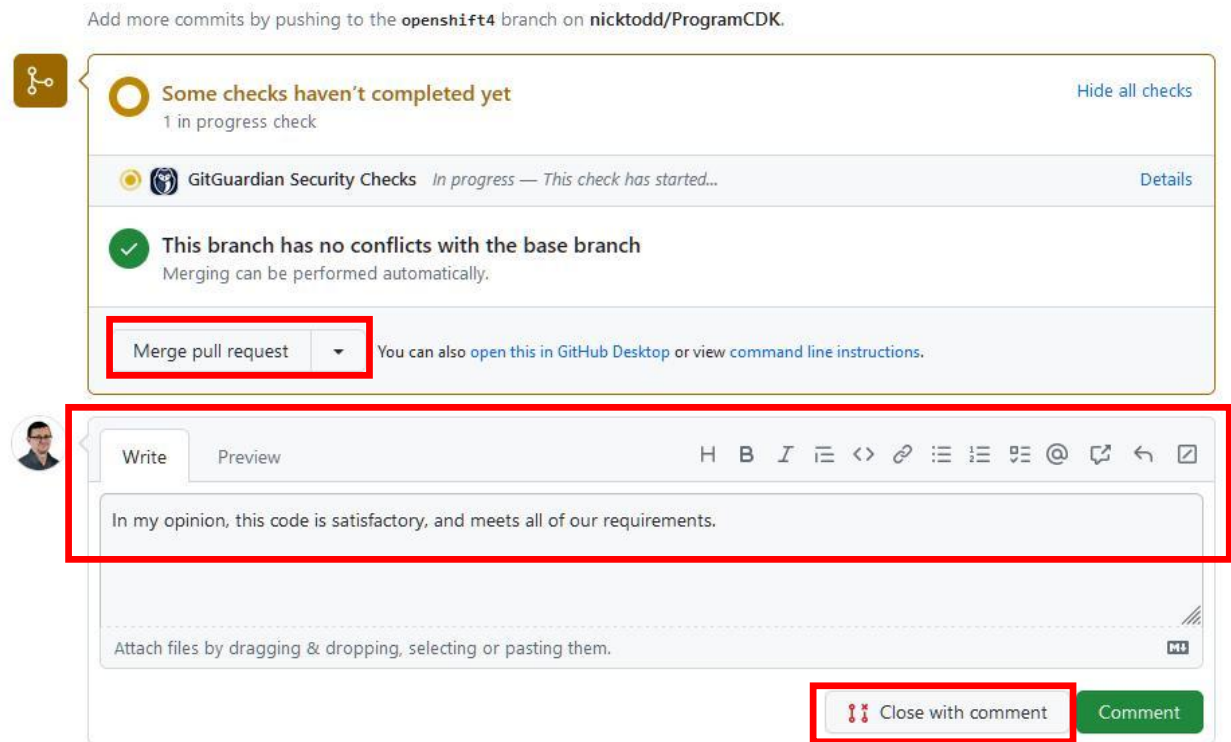 Add more commits by pushing to the openshift4 branch on nicktodd/ProgramCDK.
Some checks haven't completed yet
Hide all checks
1 in progress check
GitGuardian Security Checks In progress — This check has started...
Details
This branch has no conflicts with the base branch
Merging can be performed automatically.
Merge pull request
You can also open this in GitHub Desktop or view command line instructions.
Write Preview
In my opinion, this code is satisfactory, and meets all of our requirements.
Attach files by dragging & dropping, selecting or pasting them.
Close with comment
Comment